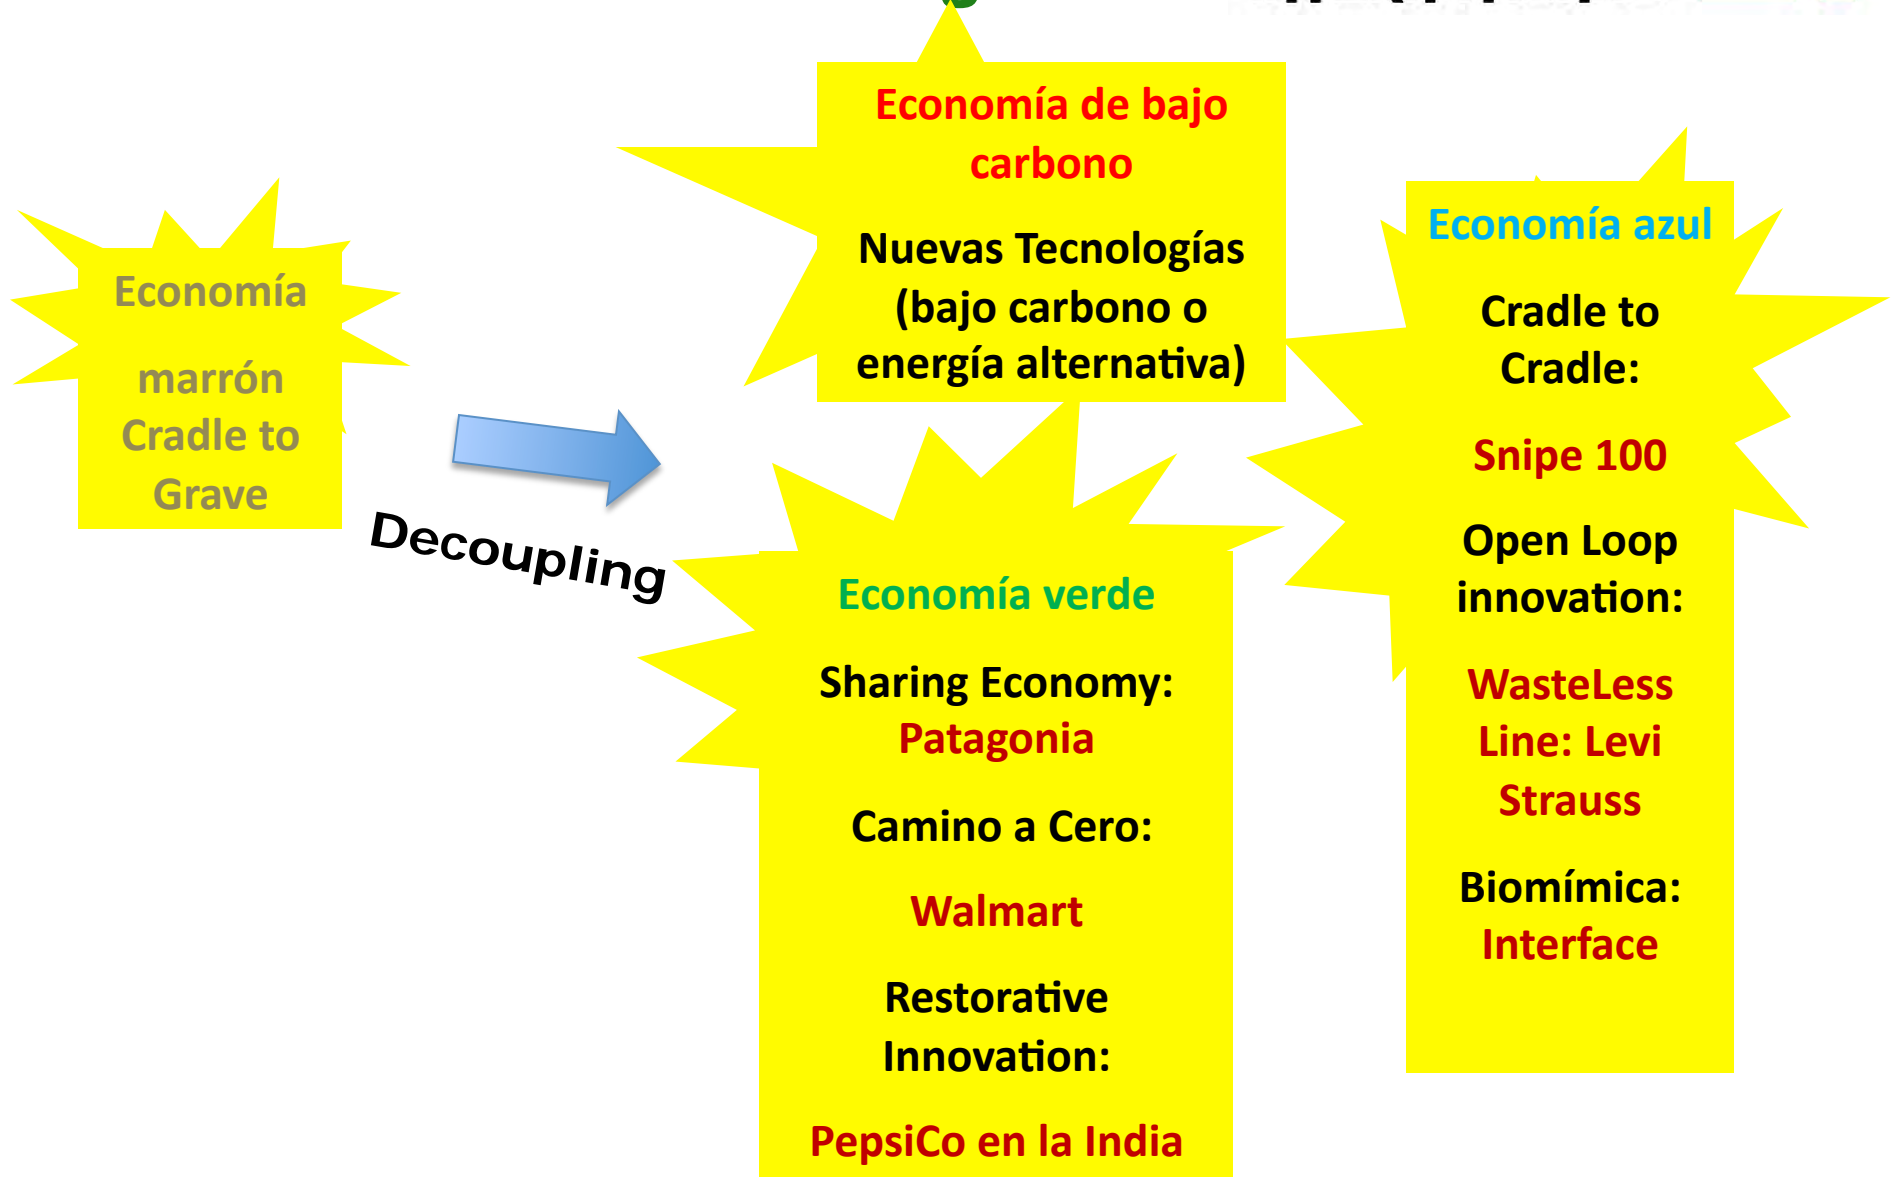 Economía
marrón
Cradle to
Grave
Decoupling
Economía de bajo
carbono
Nuevas Tecnologías
(bajo carbono o
energía alternativa)
Economía verde
Sharing Economy:
Patagonia
Camino a Cero:
Walmart
Restorative
Innovation:
PepsiCo en la India
Economía azul
Cradle to
Cradle:
Snipe 100
Open Loop
innovation:
WasteLess
Line: Levi
Strauss
Biomímica:
Interface